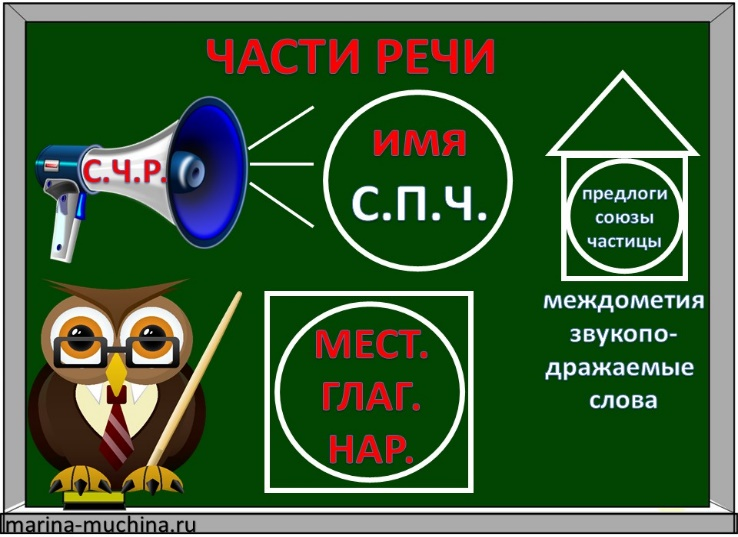 ЧАСТИ РЕЧИ
С.Ч.Р.
ИМЯ
С.П.Ч.
предлоги
союзы
частицы
междометия
звукопо-
дражаемые
слова
МЕСТ.
ГЛАГ.
НАР.
marina-muchina.ru